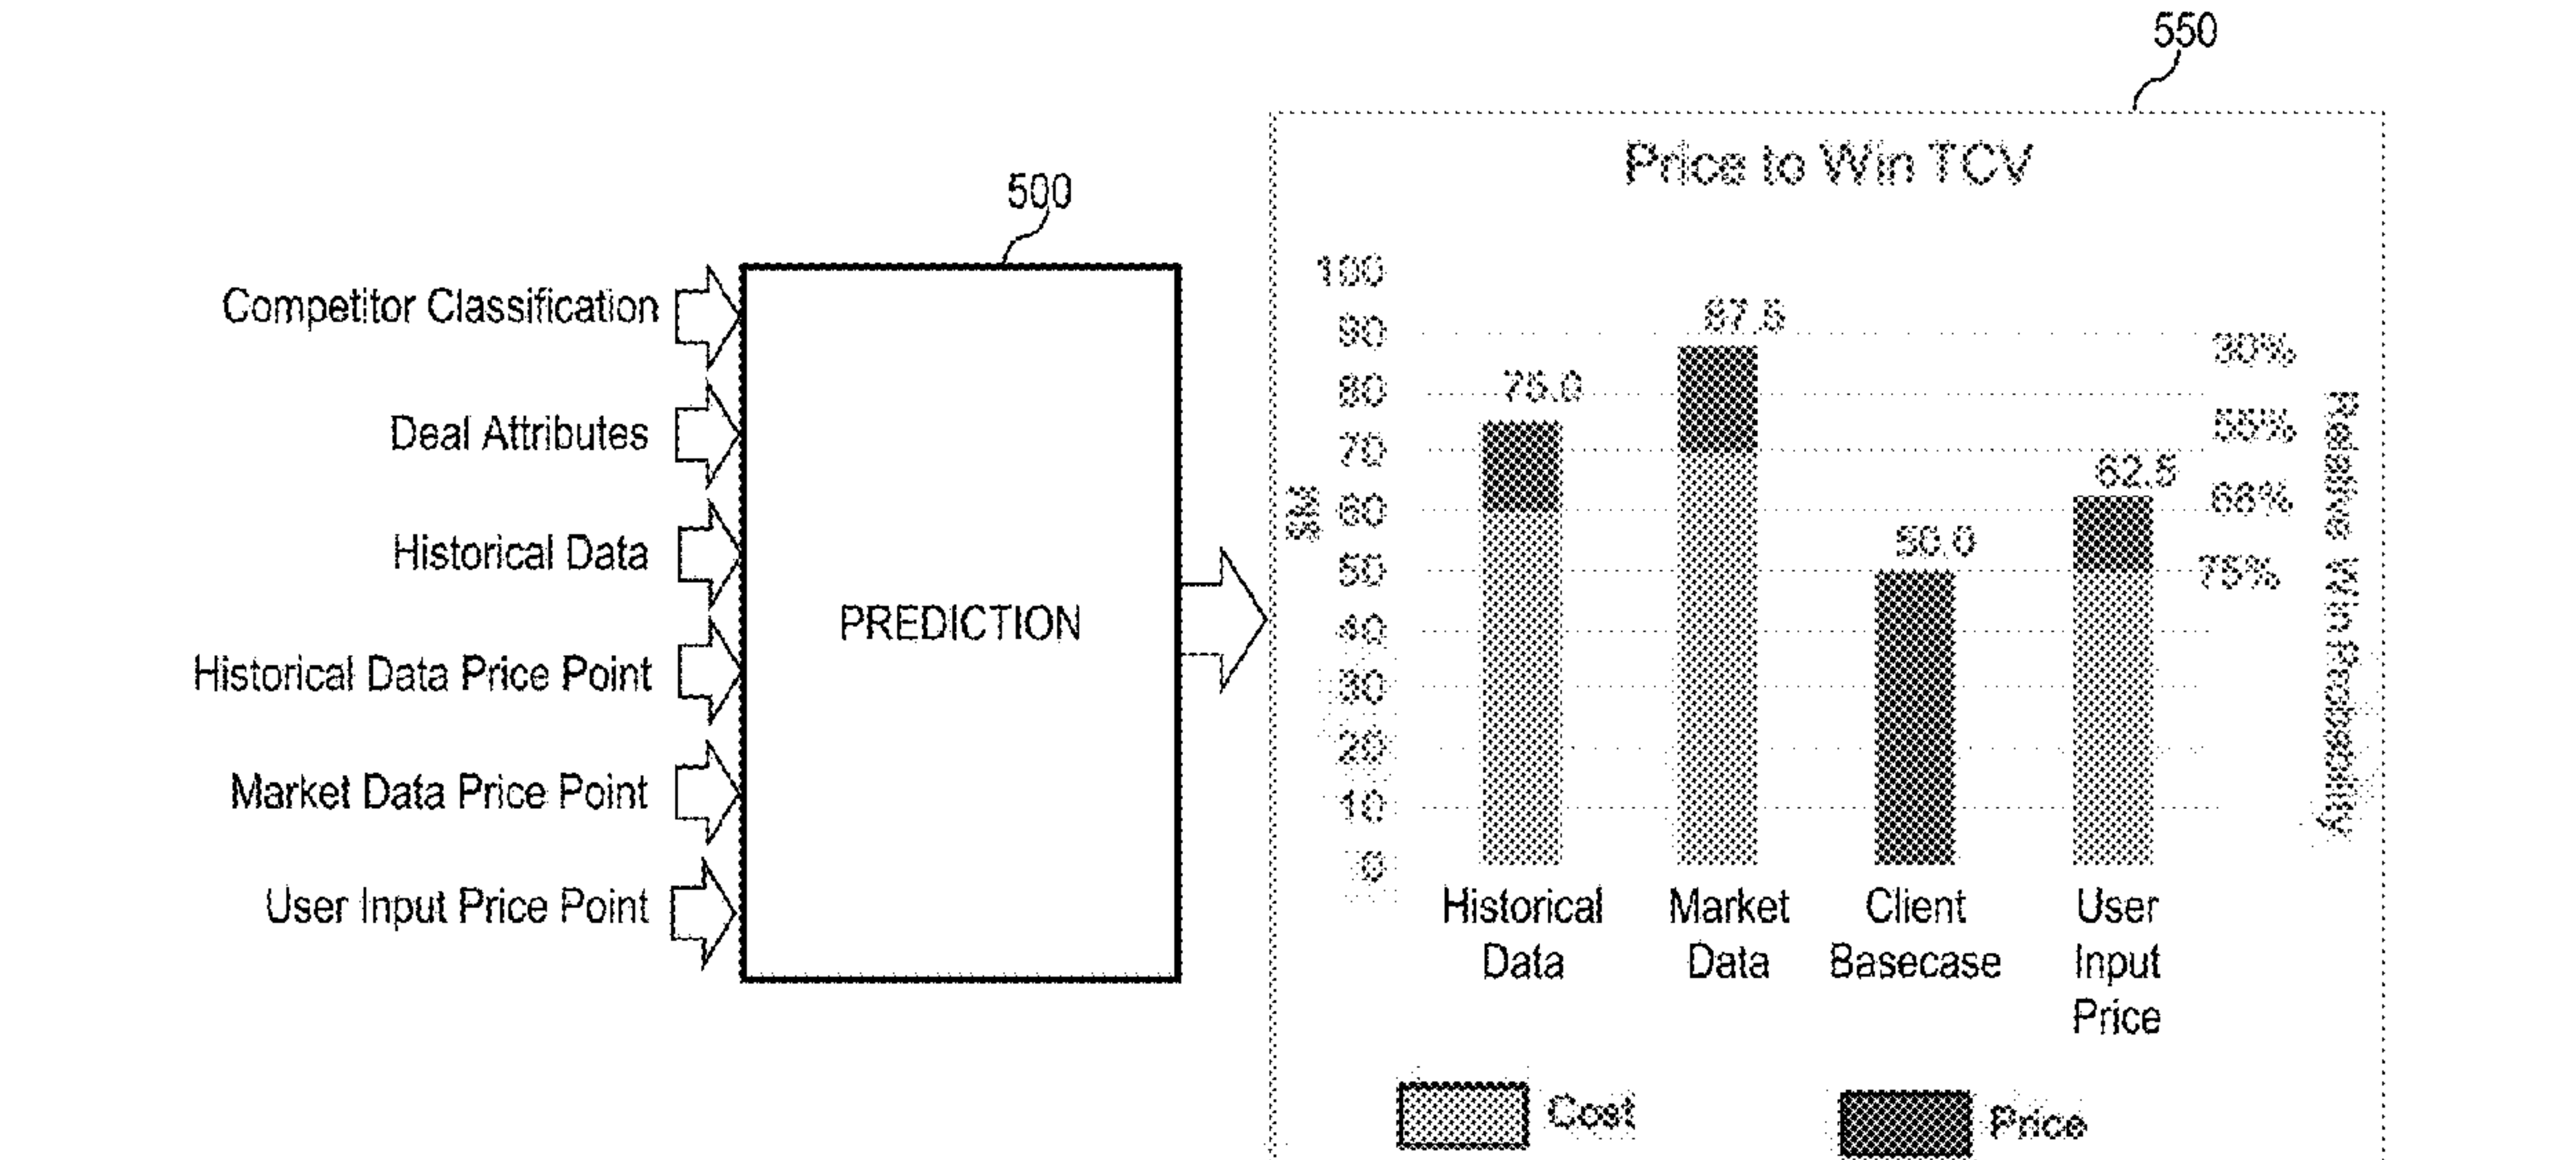 550
Price to Win TCV
500
Competitor Classification
Deal Attributes
Historical Data
Historical Data Price Point
Market Data Price Point
User Input Price Point
PREDICTION
$M
100
90
80
70
60
50
40
30
20
10
0
75.0
87.5
50.0
62.5
30%
55%
68%
75%
Relative Win Probability
Historical
Data
Market
Data
Client
Basecase
User
Input
Price
Cost
Price